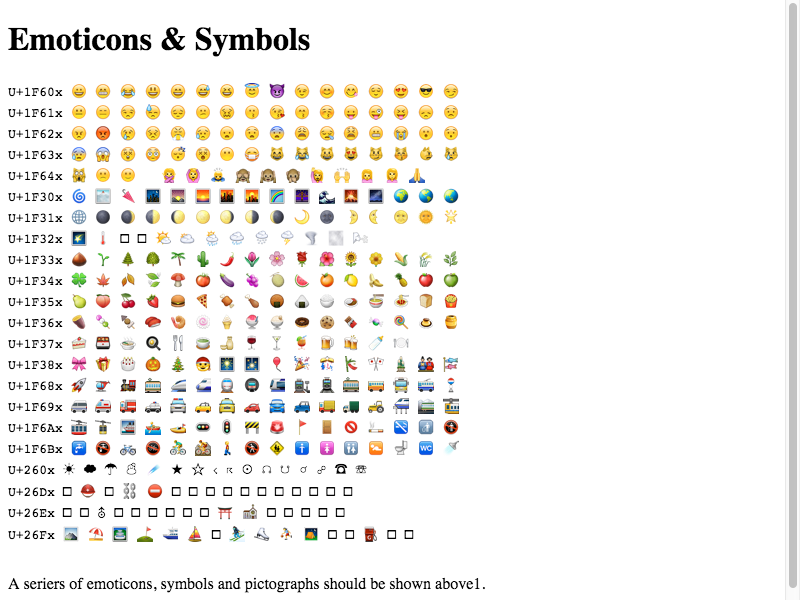 Emoticons & Symbols
U+1F60x
U+1F61x
U+1F62x
U+1F63x
U+1F64x
U+1F30x
U+1F31x
U+1F32x
U+1F33x
U+1F34x
U+1F35x
U+1F36x
U+1F37x
U+1F38x
U+1F68x
U+1F69x
U+1F6Ax
U+1F6Bx
U+260x
U+26Dx
U+26Ex
U+26Fx
A seriers of emoticons, symbols and pictographs should be shown above1.